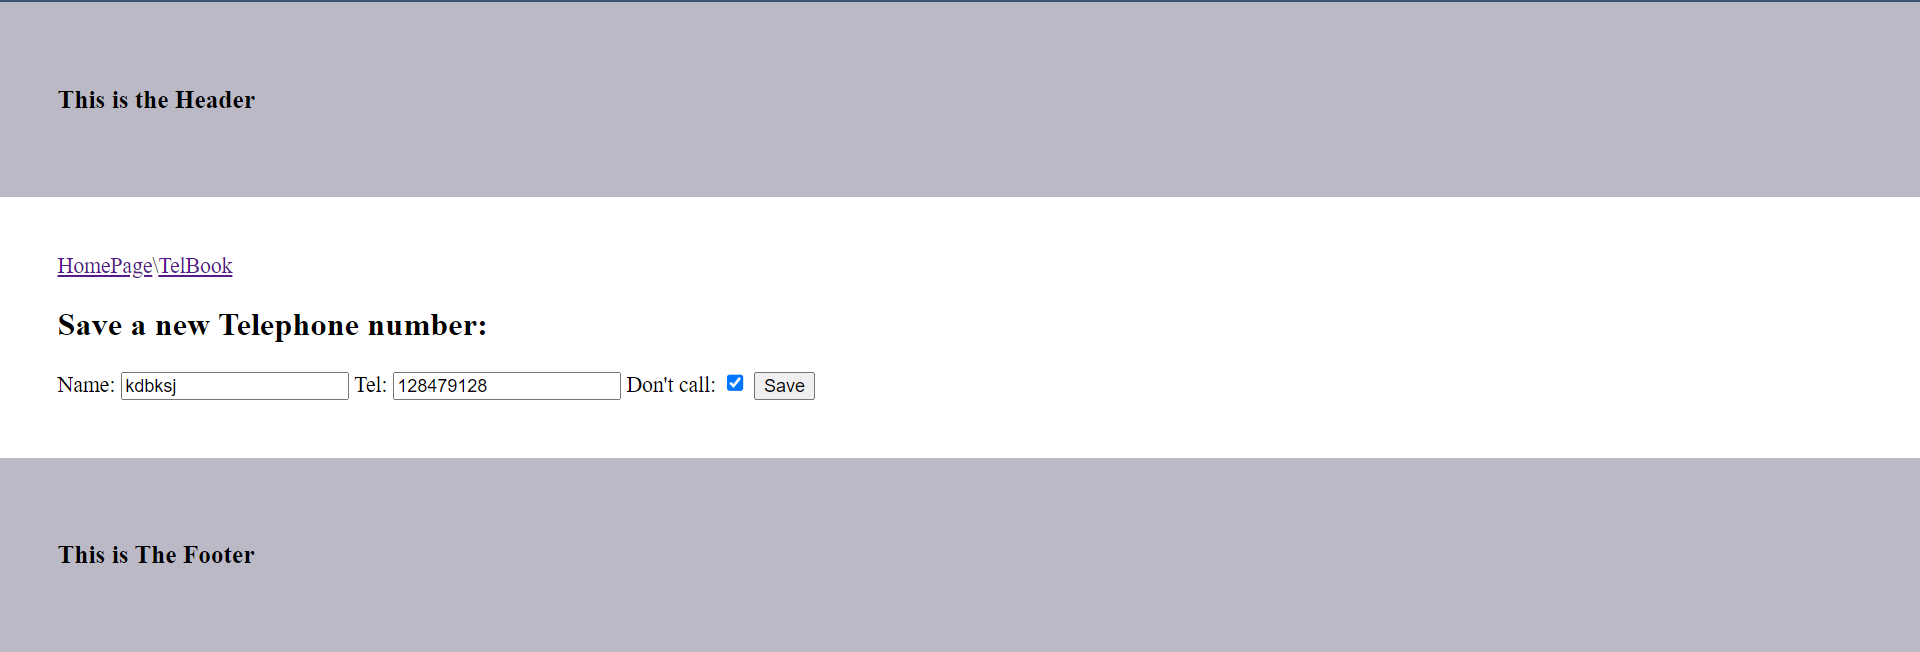 This is the Header
HomePage\TelBook
Save a new Telephone number:
Name: kdbksj Tel: 128479128 Don't call: Save
This is The Footer